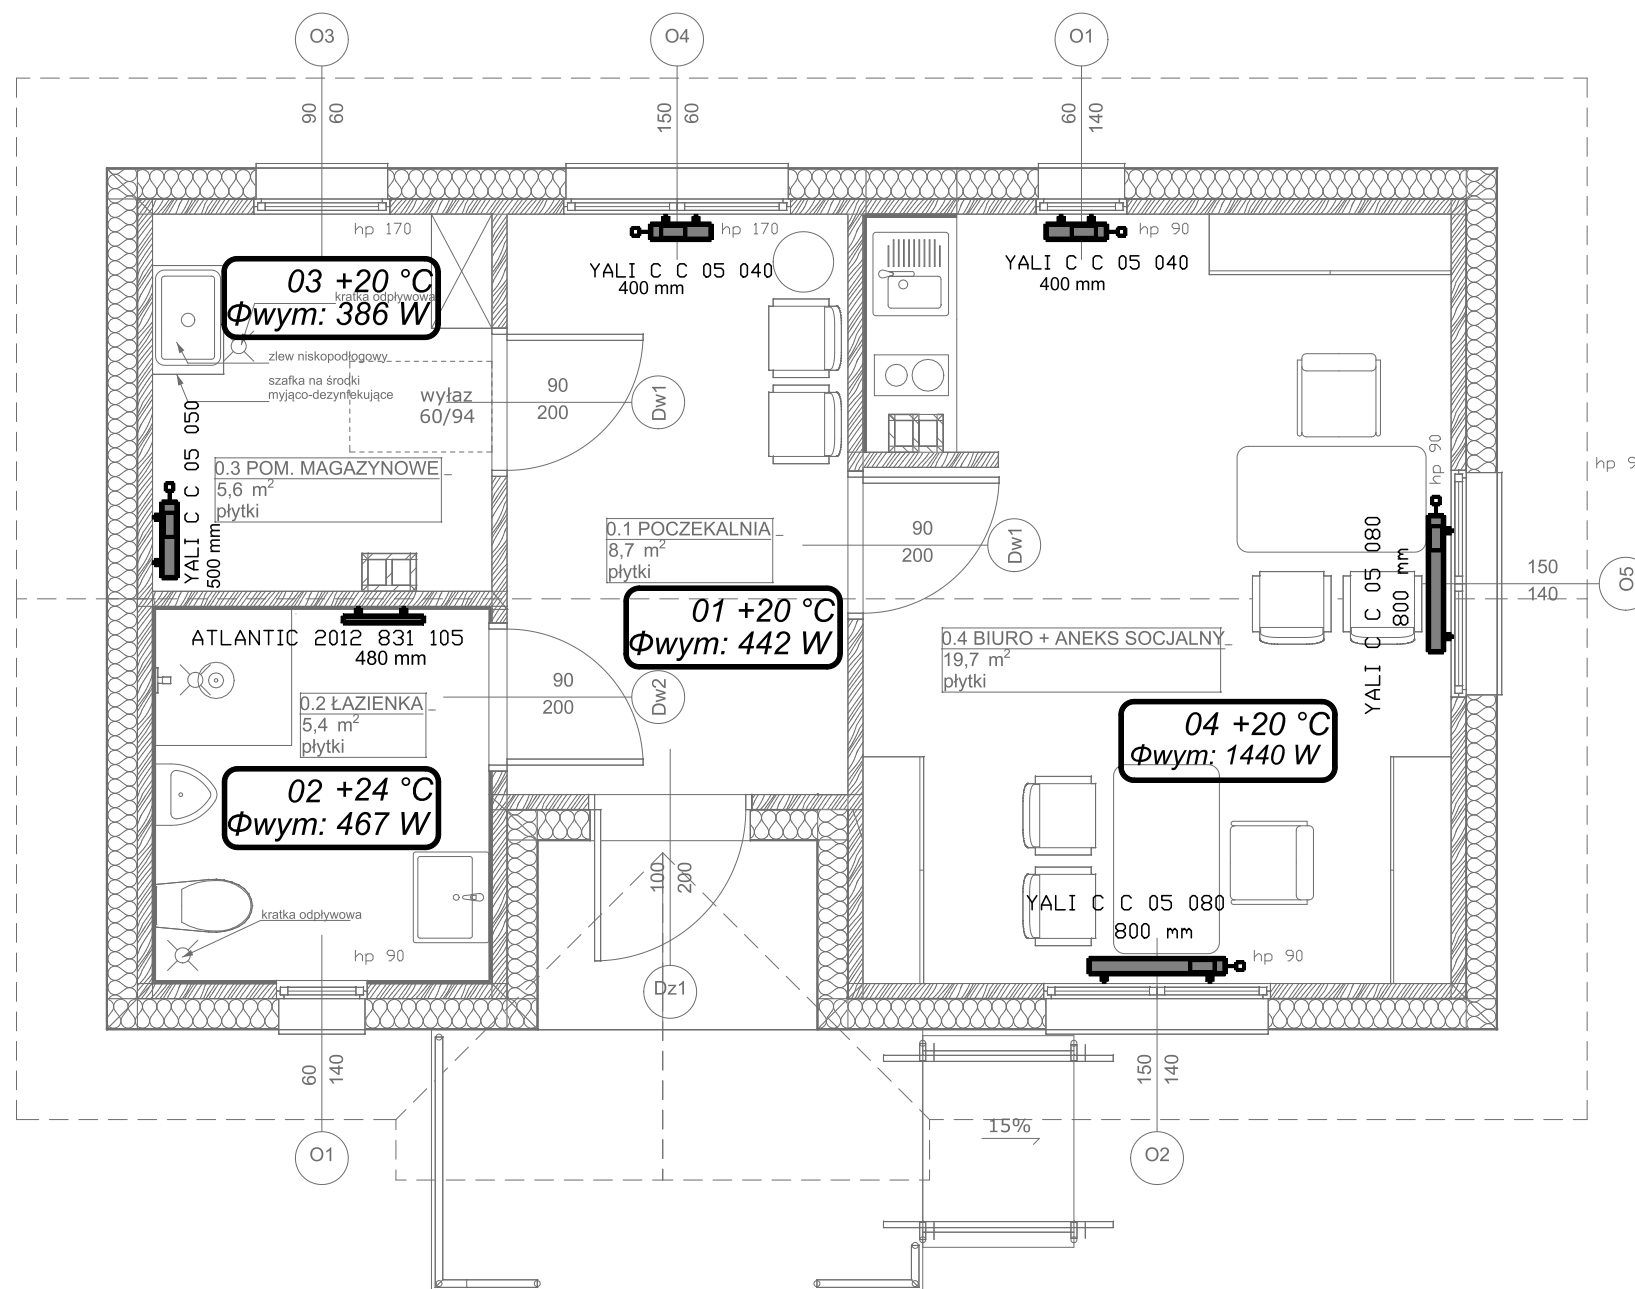 O3
O4
O1
90
60
150
60
60
140
hp 170
hp 170
hp 90
03 +20 °C
Φwym: 386 W
kratka odpływowa
YALI C C 05 040
400 mm
YALI C C 05 040
400 mm
zlew niskopodłogowy
szafka na środki
myjąco-dezynfekujące
wyłaz
60/94
90
200
Dw1
YALI C C 05 050
500 mm
0.3 POM. MAGAZYNOWE
5,6 m²
płytki
hp 90
hp 9
0.1 POCZEKALNIA
8,7 m²
płytki
90
200
Dw1
YALI C C 05 080
800 mm
150
140
O5
01 +20 °C
Φwym: 442 W
ATLANTIC 2012 831 105
480 mm
0.4 BIURO + ANEKS SOCJALNY
19,7 m²
płytki
0.2 ŁAZIENKA
5,4 m²
płytki
90
200
Dw2
04 +20 °C
Φwym: 1440 W
02 +24 °C
Φwym: 467 W
100
200
kratka odpływowa
YALI C C 05 080
800 mm
hp 90
hp 90
Dz1
60
140
150
140
15%
O1
O2